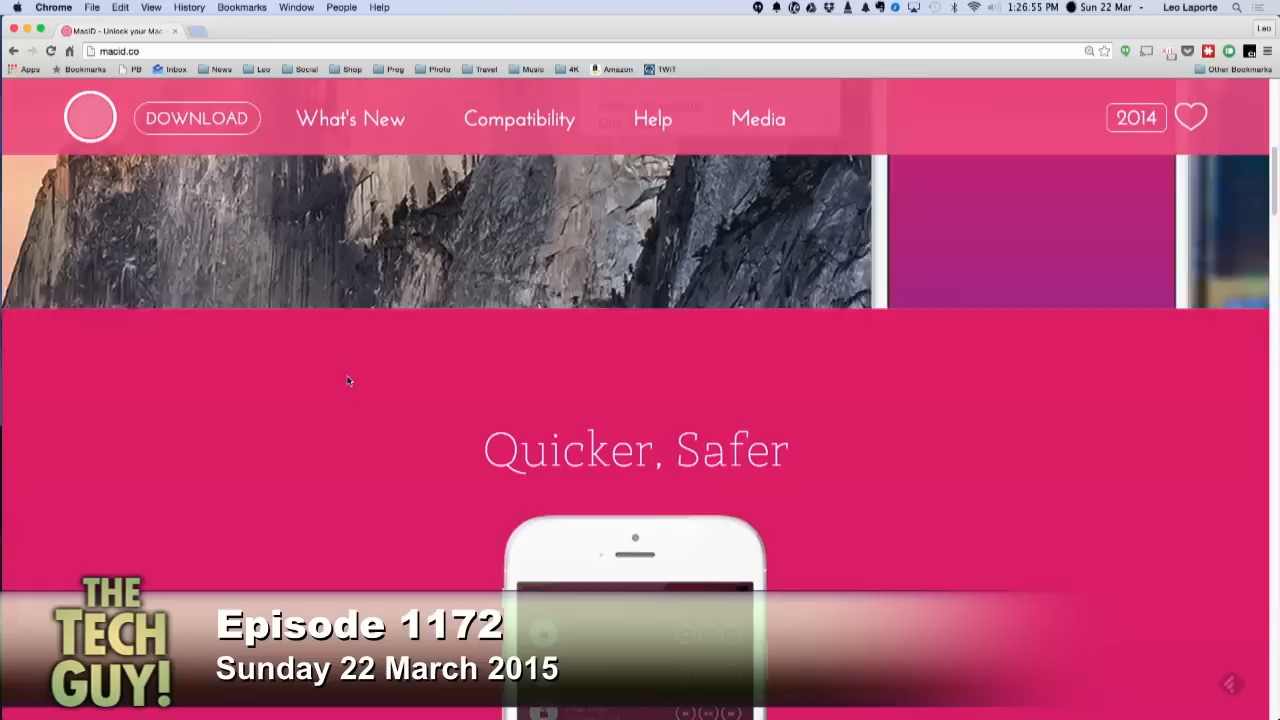 Chrome File Edit View History Bookmarks Window People Help 1:26:55 PM Sun 22 Mar Leo Laporte
MacID - Unlock your Mac Leo
macid.co
Apps Bookmarks PB Inbox News Leo Social Shop Prog Photo Travel Music 4K Amazon TWiT Other Bookmarks
DOWNLOAD What's New Compatibility Help Media 2014
Quicker, Safer
THE
TECH
GUY!
Episode 1172
Sunday 22 March 2015